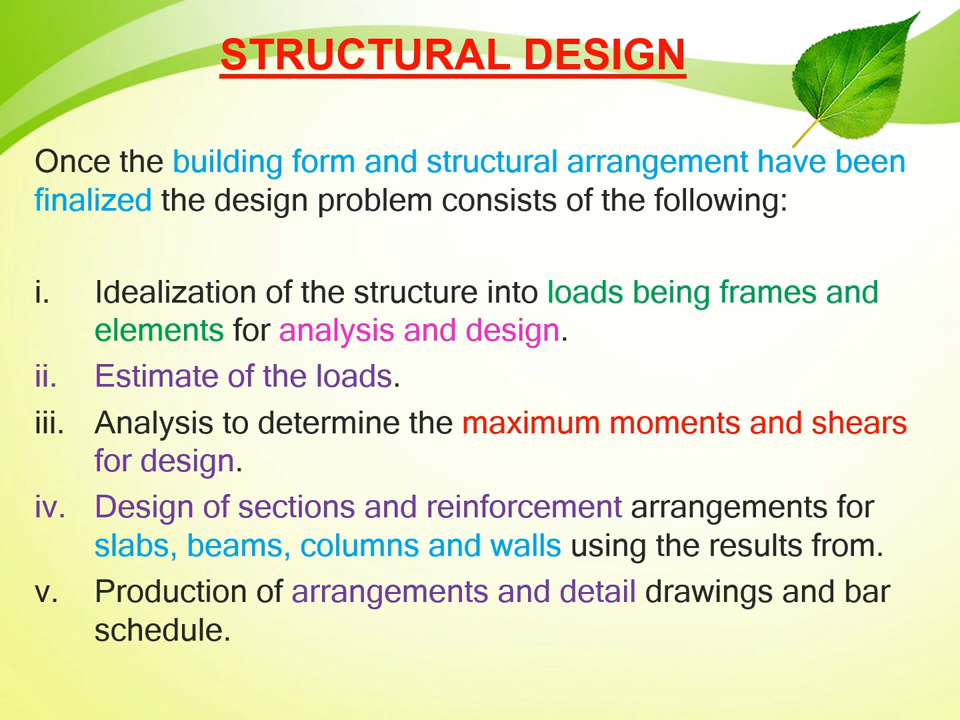 STRUCTURAL DESIGN
Once the building form and structural arrangement have been
finalized the design problem consists of the following:
i. Idealization of the structure into loads being frames and
elements for analysis and design.
ii. Estimate of the loads.
iii. Analysis to determine the maximum moments and shears
for design.
iv. Design of sections and reinforcement arrangements for
slabs, beams, columns and walls using the results from.
v. Production of arrangements and detail drawings and bar
schedule.